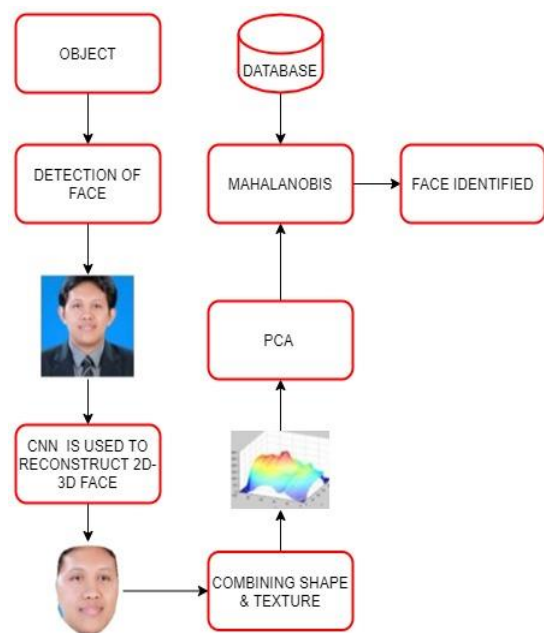 OBJECT
DATABASE
DETECTION OF
FACE
MAHALANOBIS
FACE IDENTIFIED
PCA
CNN IS USED TO
RECONSTRUCT 2D-
3D FACE
COMBINING SHAPE
& TEXTURE